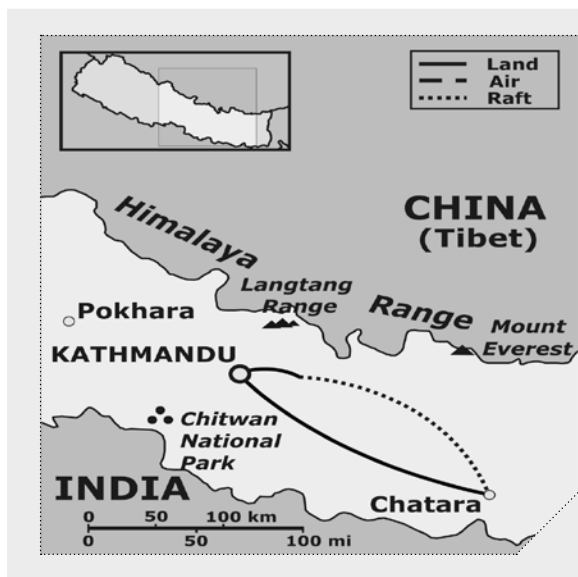 Land
Air
Raft
CHINA
(Tibet)
Himalaya
Range
Langtang
Range
Mount
Everest
Pokhara
KATHMANDU
Chitwan
National
Park
INDIA
Chatara
0 50 100 km
0 50 100 mi